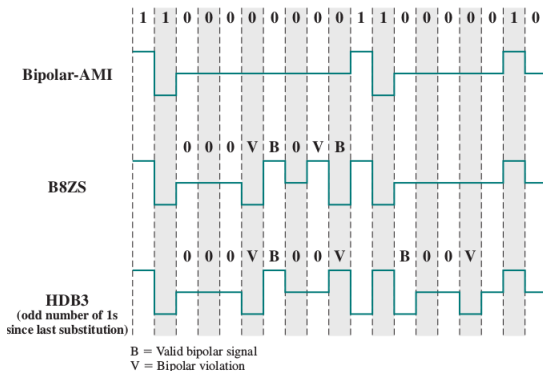 1 1 0 0 0 0 0 0 0 0 1 1 0 0 0 0 0 1 0
Bipolar-AMI
0 0 0 V B 0 V B
B8ZS
0 0 0 V B 0 0 V B 0 0 V
HDB3
(odd number of 1s
since last substitution)
B = Valid bipolar signal
V = Bipolar violation